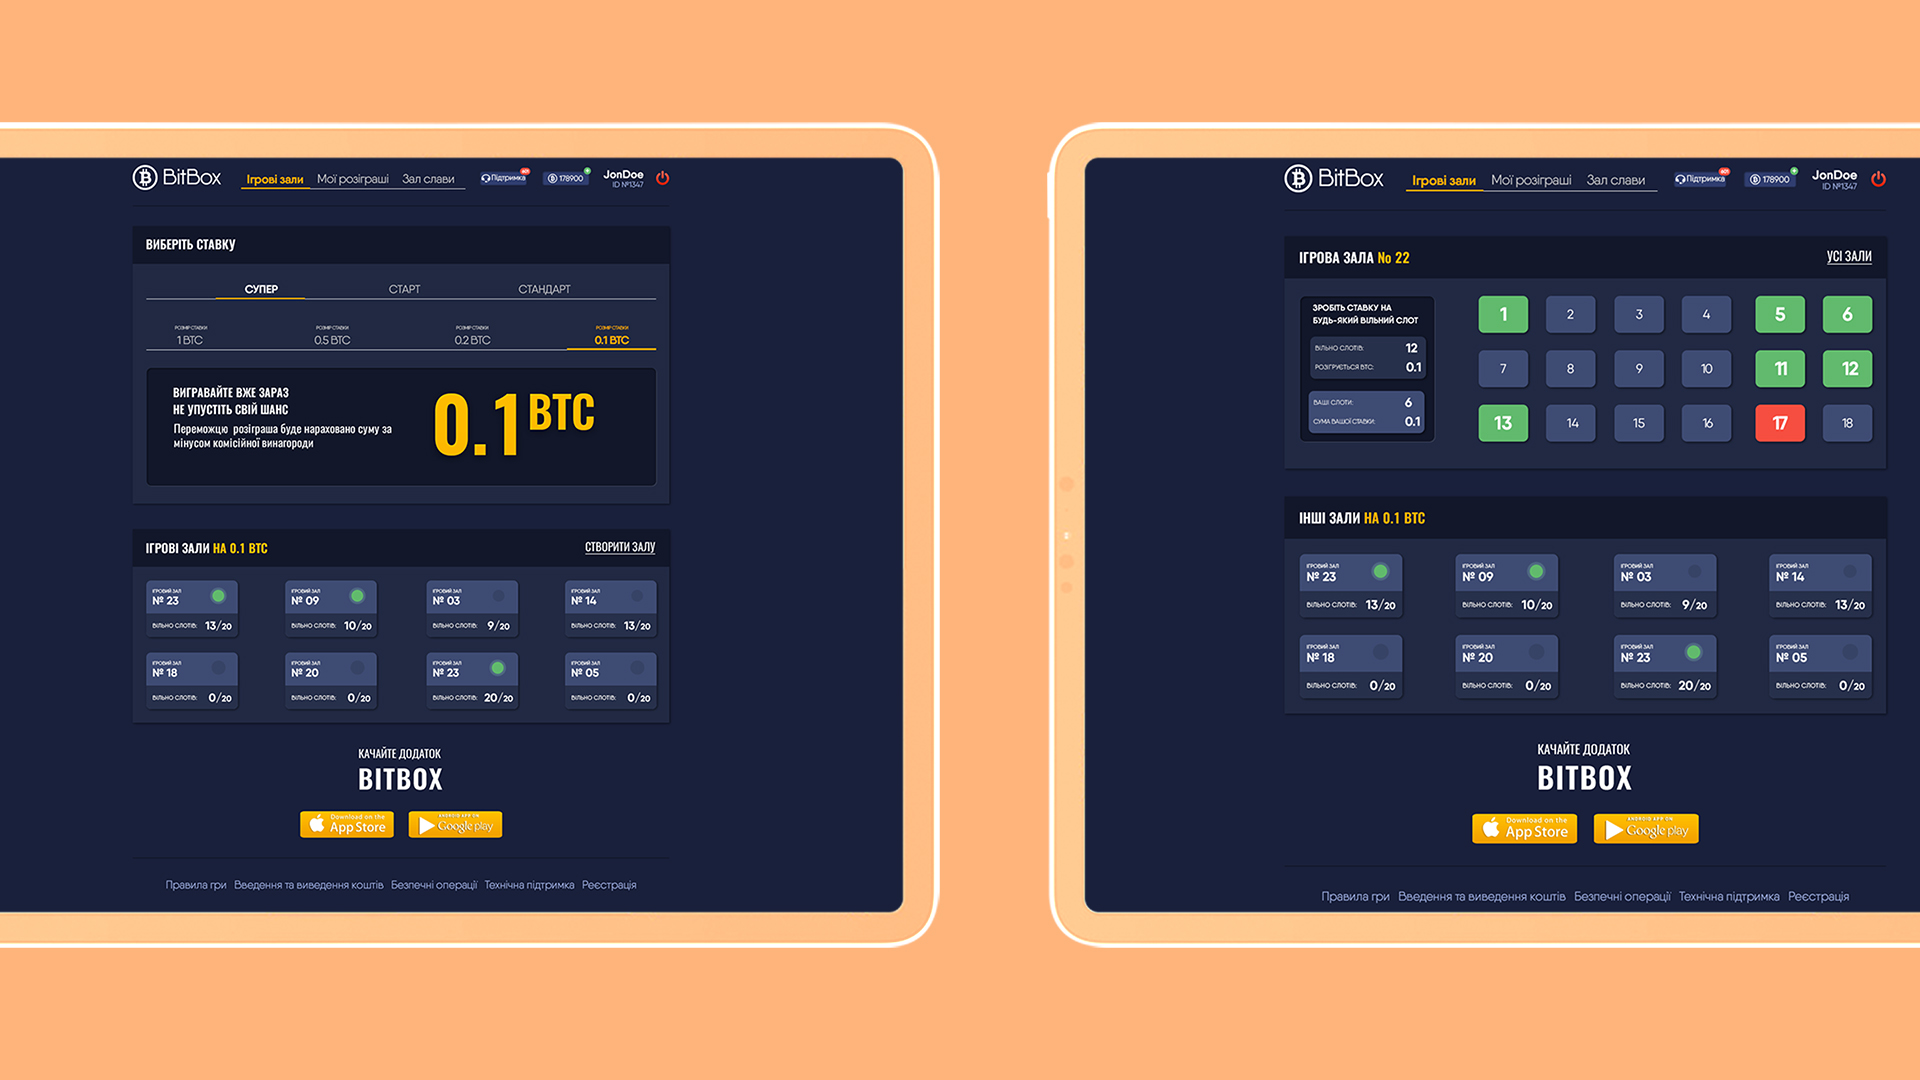 BitBox
Ігрові зали Мої розіграші Зал слави
Підтримка
178900
JonDoe
ID №1347
ВИБЕРІТЬ СТАВКУ
СУПЕР СТАРТ СТАНДАРТ
РОЗМІР СТАВКИ РОЗМІР СТАВКИ РОЗМІР СТАВКИ РОЗМІР СТАВКИ
1 BTC 0.5 BTC 0.2 BTC 0.1 BTC
ВИГРАВАЙТЕ ВЖЕ ЗАРАЗ
НЕ УПУСТІТЬ СВІЙ ШАНС
Переможцю розіграша буде нараховано суму за
мінусом комісійної винагороди
0.1 BTC
ІГРОВІ ЗАЛИ НА 0.1 BTC
СТВОРИТИ ЗАЛУ
ІГРОВИЙ ЗАЛ ІГРОВИЙ ЗАЛ ІГРОВИЙ ЗАЛ ІГРОВИЙ ЗАЛ
№ 23 № 09 № 03 № 14
ВІЛЬНО СЛОТІВ: 13/20 ВІЛЬНО СЛОТІВ: 10/20 ВІЛЬНО СЛОТІВ: 9/20 ВІЛЬНО СЛОТІВ: 13/20
ІГРОВИЙ ЗАЛ ІГРОВИЙ ЗАЛ ІГРОВИЙ ЗАЛ ІГРОВИЙ ЗАЛ
№ 18 № 20 № 23 № 05
ВІЛЬНО СЛОТІВ: 0/20 ВІЛЬНО СЛОТІВ: 0/20 ВІЛЬНО СЛОТІВ: 20/20 ВІЛЬНО СЛОТІВ: 0/20
КАЧАЙТЕ ДОДАТОК
BITBOX
Download on the
App Store
ANDROID APP ON
Google play
Правила гри Введення та виведення коштів Безпечні операції Технічна підтримка Реєстрація
BitBox
Ігрові зали Мої розіграші Зал слави
Підтримка
178900
JonDoe
ID №1347
ІГРОВА ЗАЛА No 22
УСІ ЗАЛИ
ЗРОБІТЬ СТАВКУ НА
БУДЬ-ЯКИЙ ВІЛЬНИЙ СЛОТ
ВІЛЬНО СЛОТІВ: 12
РОЗІГРУЄТЬСЯ BTC: 0.1
ВАШІ СЛОТИ: 6
СУМА ВАШОЇ СТАВКИ: 0.1
1 2 3 4 5 6
7 8 9 10 11 12
13 14 15 16 17 18
ІНШІ ЗАЛИ НА 0.1 BTC
ІГРОВИЙ ЗАЛ ІГРОВИЙ ЗАЛ ІГРОВИЙ ЗАЛ ІГРОВИЙ ЗАЛ
№ 23 № 09 № 03 № 14
ВІЛЬНО СЛОТІВ: 13/20 ВІЛЬНО СЛОТІВ: 10/20 ВІЛЬНО СЛОТІВ: 9/20 ВІЛЬНО СЛОТІВ: 13/20
ІГРОВИЙ ЗАЛ ІГРОВИЙ ЗАЛ ІГРОВИЙ ЗАЛ ІГРОВИЙ ЗАЛ
№ 18 № 20 № 23 № 05
ВІЛЬНО СЛОТІВ: 0/20 ВІЛЬНО СЛОТІВ: 0/20 ВІЛЬНО СЛОТІВ: 20/20 ВІЛЬНО СЛОТІВ: 0/20
КАЧАЙТЕ ДОДАТОК
BITBOX
Download on the
App Store
ANDROID APP ON
Google play
Правила гри Введення та виведення коштів Безпечні операції Технічна підтримка Реєстрація